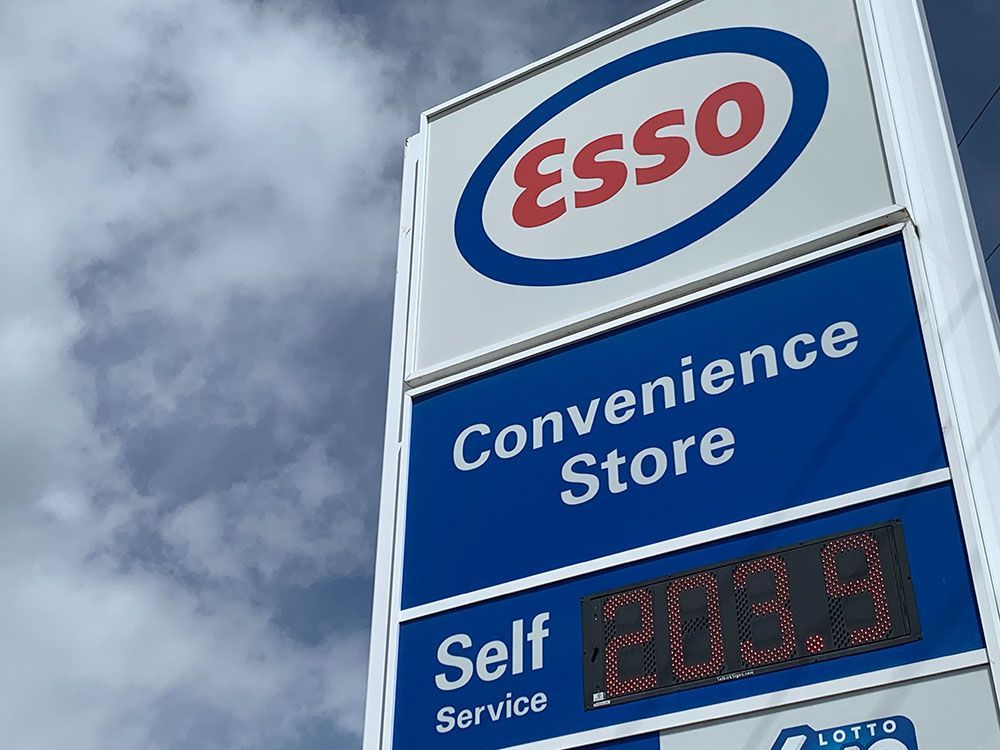 Esso
Convenience
Store
Self
Service
203.9
LOTTO